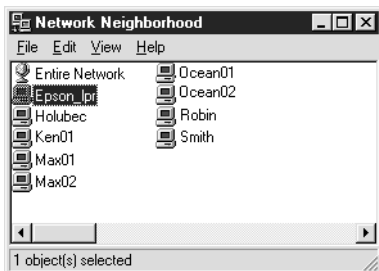 Network Neighborhood
File Edit View Help
Entire Network
Epson_lpr
Holubec
Ken01
Max01
Max02
Ocean01
Ocean02
Robin
Smith
1 object(s) selected